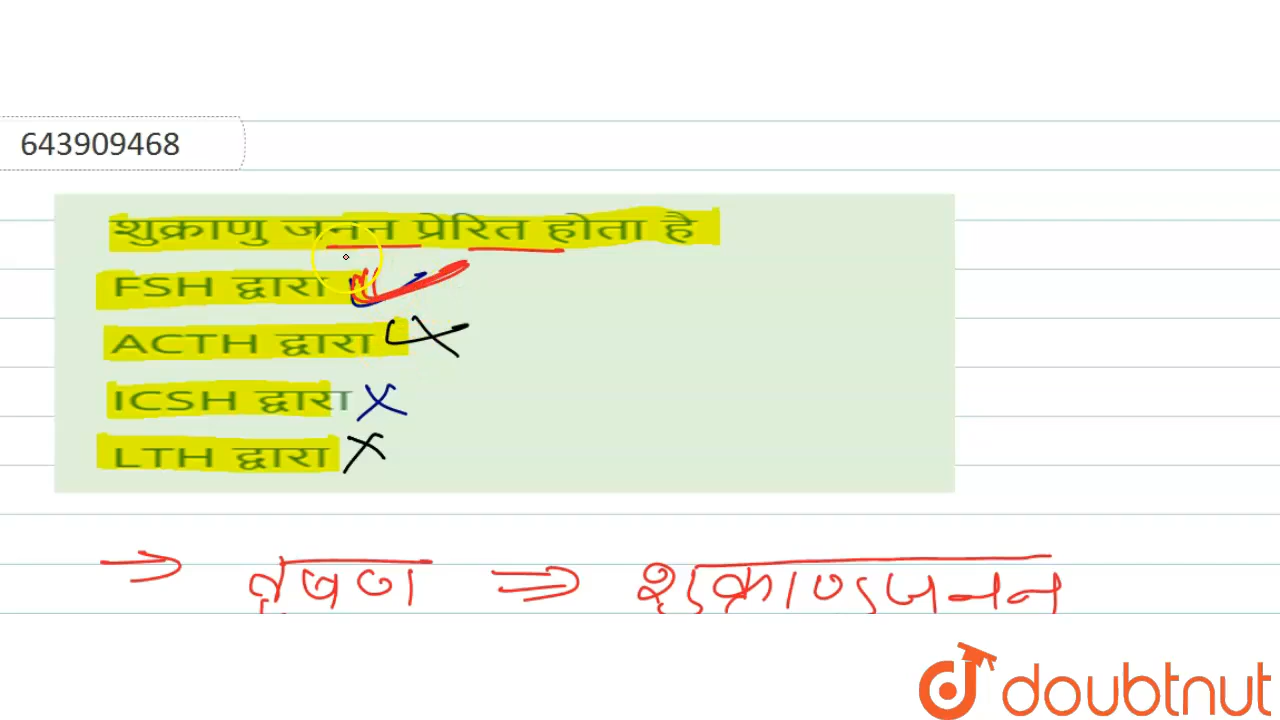 643909468
शुक्राणु जनन प्रेरित होता है
FSH द्वारा
ACTH द्वारा
ICSH द्वारा
LTH द्वारा
⇒ वृषण ⇒ शुक्राणुजनन
doubtnut